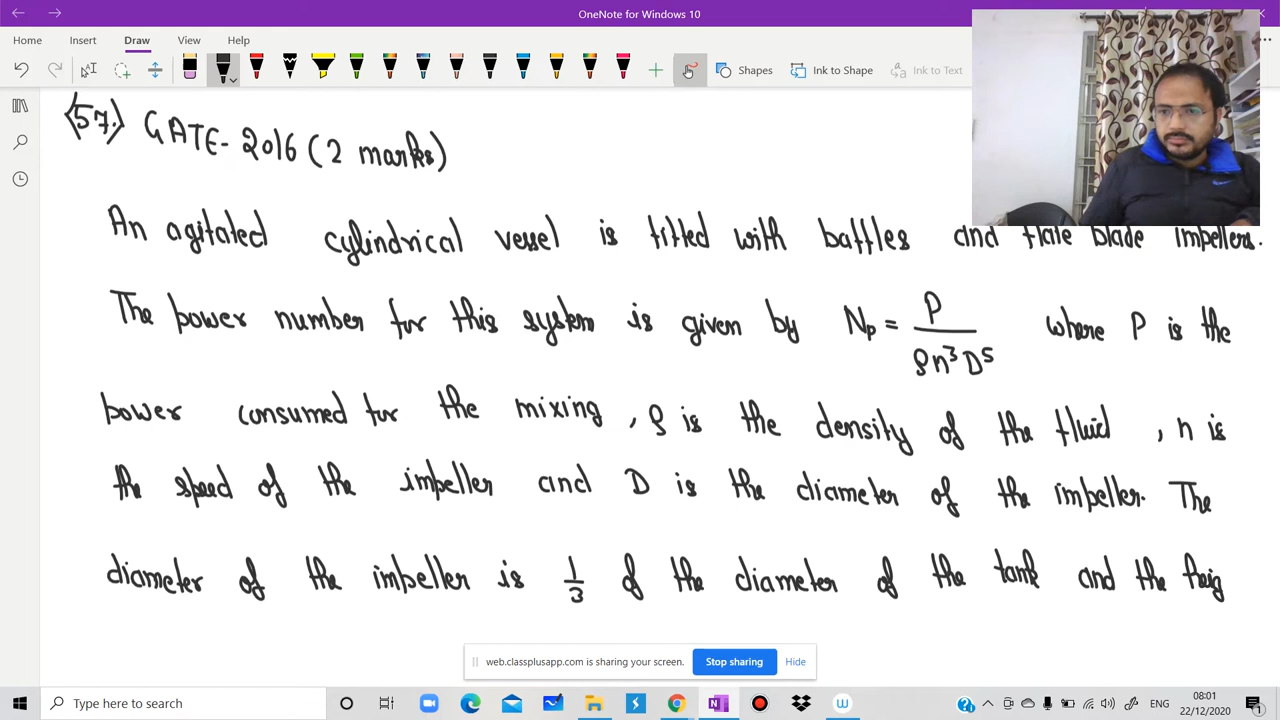 OneNote for Windows 10
Home Insert Draw View Help
Shapes Ink to Shape Ink to Text
<57.> GATE- 2016 (2 marks)
An agitated cylindrical vessel is fitted with baffles and flate blade impellers.
The power number for this system is given by Np = P / ρn³D⁵ where P is the
power consumed for the mixing, ρ is the density of the fluid, n is
the speed of the impeller and D is the diameter of the impeller. The
diameter of the impeller is 1/3 of the diameter of the tank and the heig
web.classplusapp.com is sharing your screen. Stop sharing Hide
Type here to search
ENG 08:01
22/12/2020